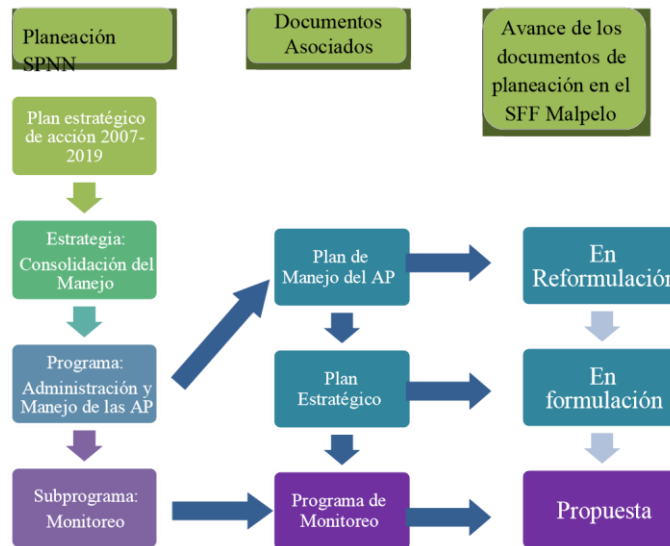 Planeación
SPNN
Documentos
Asociados
Avance de los
documentos de
planeación en el
SFF Malpelo
Plan estratégico
de acción 2007-
2019
Estrategia:
Consolidación del
Manejo
Programa:
Administración y
Manejo de las AP
Subprograma:
Monitoreo
Plan de
Manejo del AP
Plan
Estratégico
Programa de
Monitoreo
En
Reformulación
En
formulación
Propuesta